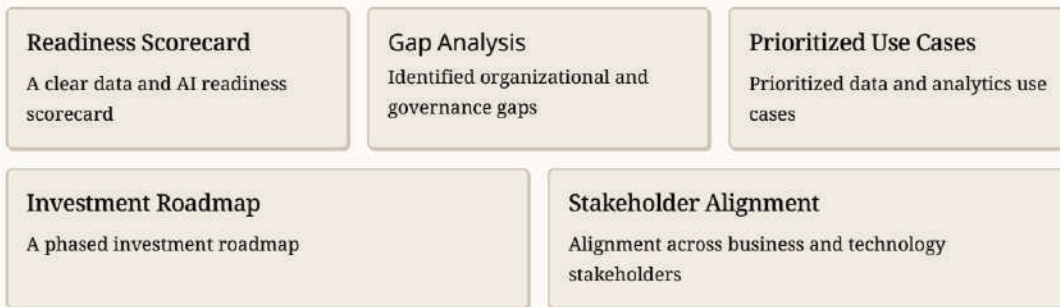 Readiness Scorecard
A clear data and AI readiness
scorecard
Gap Analysis
Identified organizational and
governance gaps
Prioritized Use Cases
Prioritized data and analytics use
cases
Investment Roadmap
A phased investment roadmap
Stakeholder Alignment
Alignment across business and technology
stakeholders